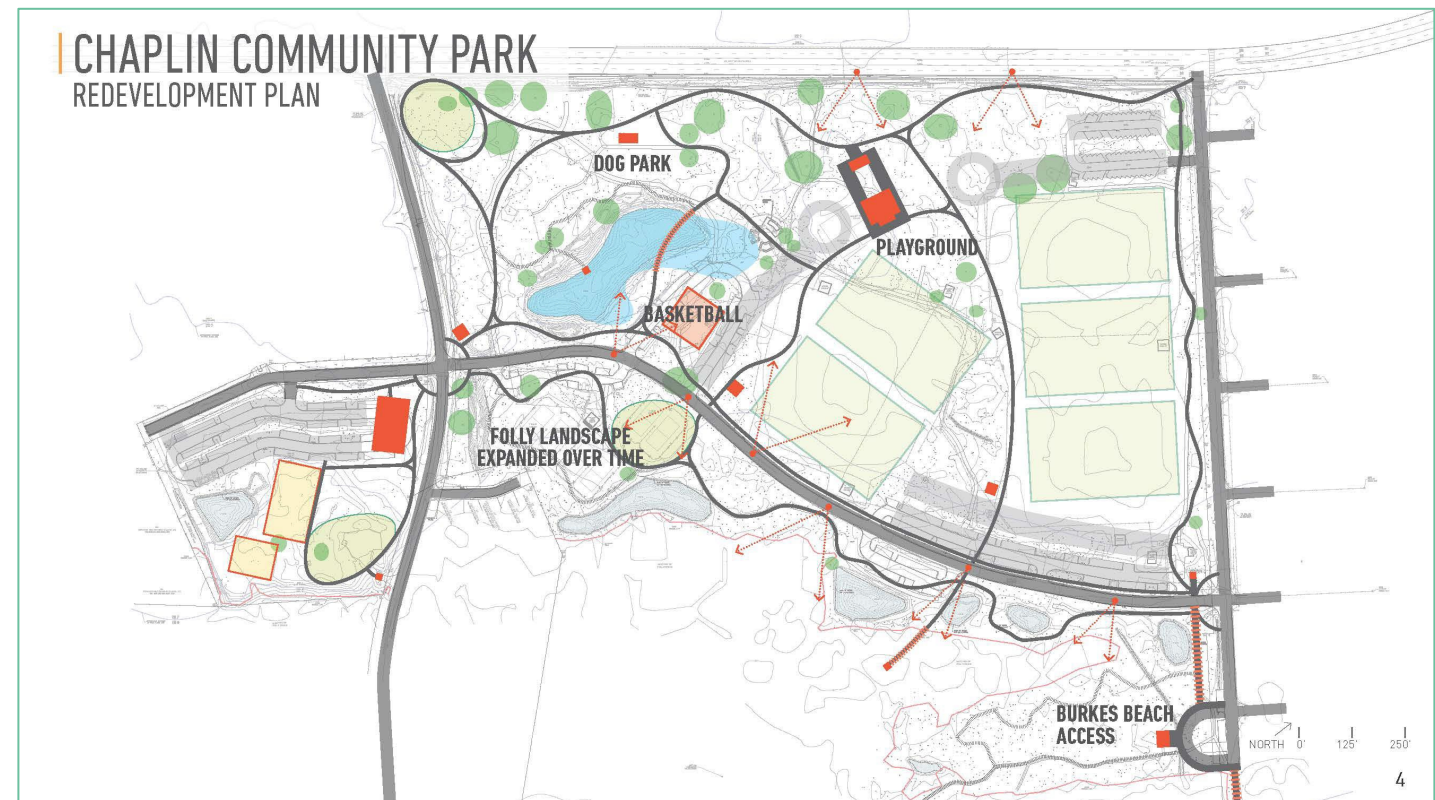 CHAPLIN COMMUNITY PARK
REDEVELOPMENT PLAN
DOG PARK
PLAYGROUND
BASKETBALL
FOLLY LANDSCAPE
EXPANDED OVER TIME
BURKES BEACH
ACCESS
NORTH 0' 125' 250'
4